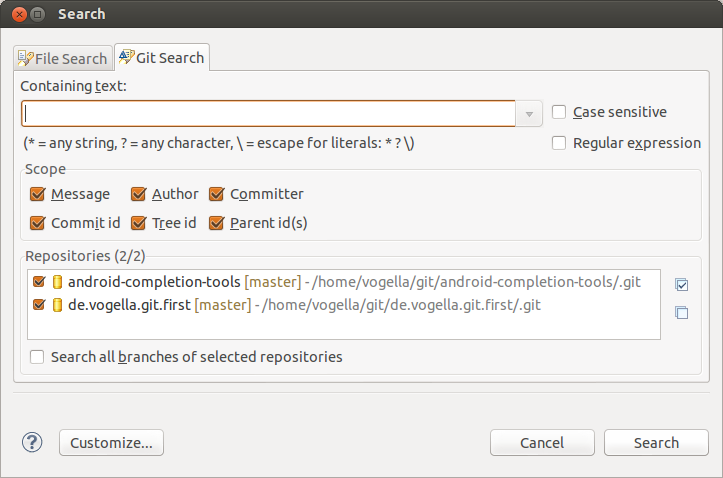 Search
File Search
Git Search
Containing text:
Case sensitive
(* = any string, ? = any character, \ = escape for literals: * ? \)
Regular expression
Scope
Message Author Committer
Commit id Tree id Parent id(s)
Repositories (2/2)
android-completion-tools [master] - /home/vogella/git/android-completion-tools/.git
de.vogella.git.first [master] - /home/vogella/git/de.vogella.git.first/.git
Search all branches of selected repositories
? Customize... Cancel Search